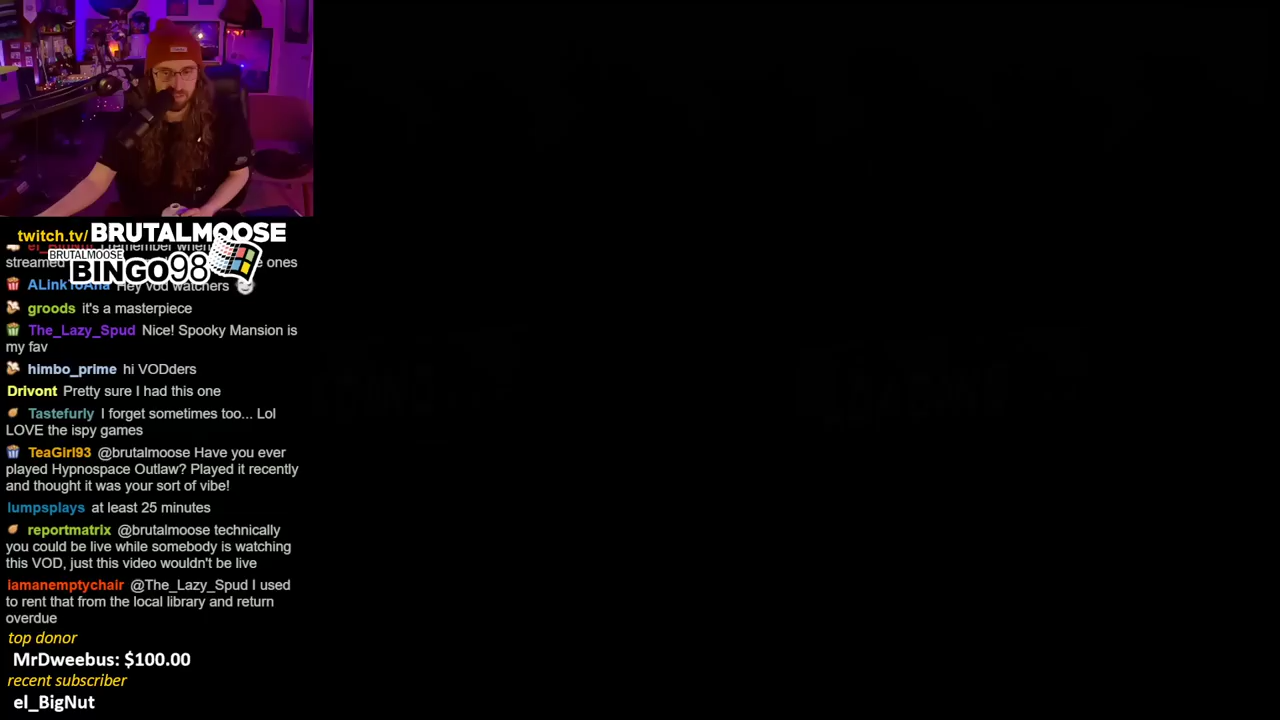 twitch.tv/BRUTALMOOSE
el_BigNut I remember when
streamed ones
BRUTALMOOSE
BINGO98
ALinkToAna Hey vod watchers
groods it's a masterpiece
The_Lazy_Spud Nice! Spooky Mansion is
my fav
himbo_prime hi VODders
Drivont Pretty sure I had this one
Tastefurly I forget sometimes too... Lol
LOVE the ispy games
TeaGirl93 @brutalmoose Have you ever
played Hypnospace Outlaw? Played it recently
and thought it was your sort of vibe!
lumpsplays at least 25 minutes
reportmatrix @brutalmoose technically
you could be live while somebody is watching
this VOD, just this video wouldn't be live
iamanemptychair @The_Lazy_Spud I used
to rent that from the local library and return
overdue
top donor
MrDweebus: $100.00
recent subscriber
el_BigNut